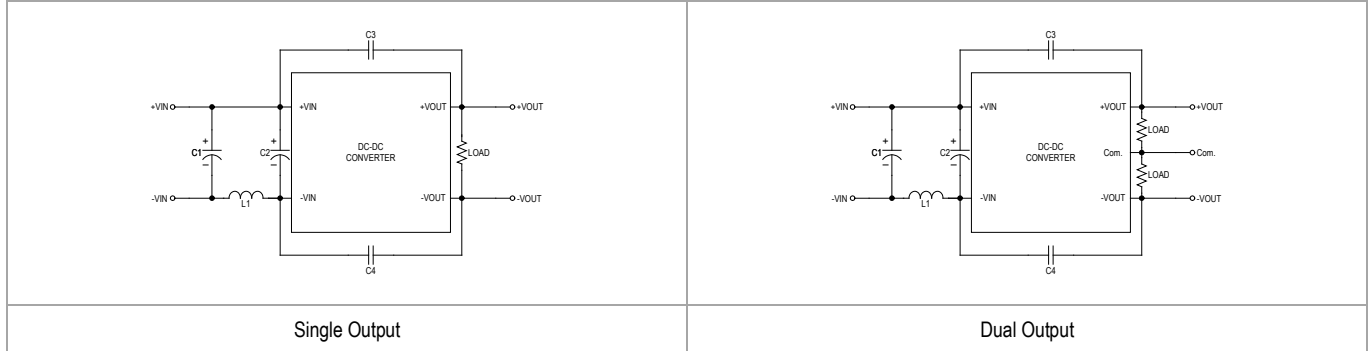 C3
+VIN +VIN +VOUT +VOUT
+
C1
+
C2
DC-DC
CONVERTER
LOAD
–
–
-VIN -VIN -VOUT -VOUT
L1
C4
Single Output
C3
+VIN +VIN +VOUT +VOUT
LOAD
+
C1
+
C2
DC-DC
CONVERTER
Com. Com.
–
–
LOAD
-VIN -VIN -VOUT -VOUT
L1
C4
Dual Output